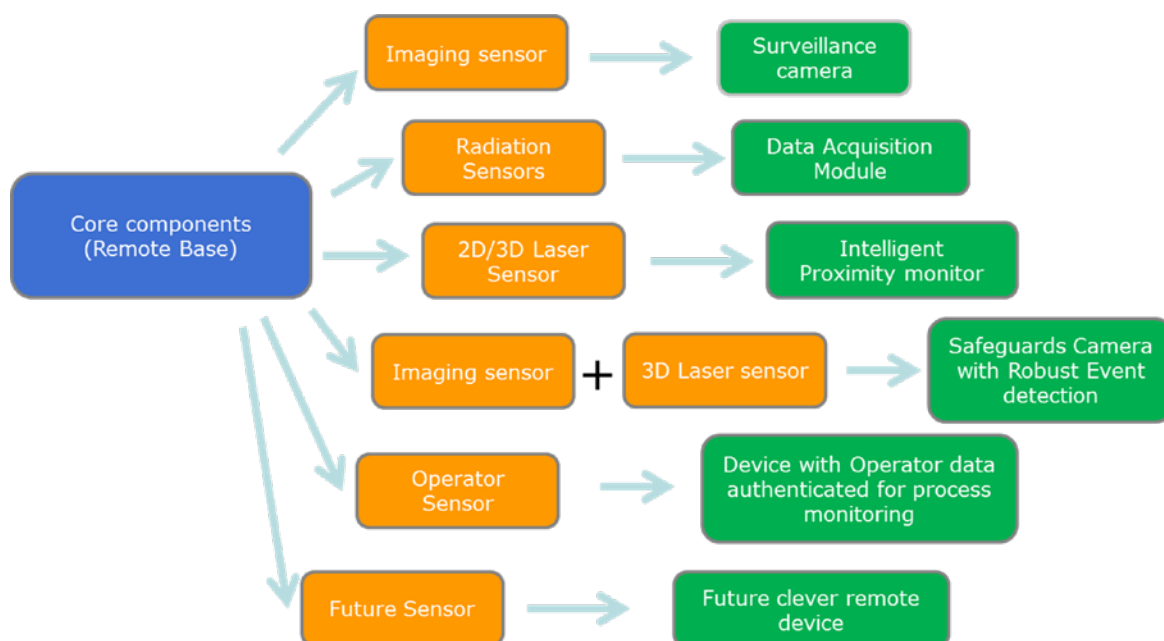 Imaging sensor
Surveillance
camera
Radiation
Sensors
Data Acquisition
Module
Core components
(Remote Base)
2D/3D Laser
Sensor
Intelligent
Proximity monitor
Imaging sensor
+
3D Laser sensor
Safeguards Camera
with Robust Event
detection
Operator
Sensor
Device with Operator data
authenticated for process
monitoring
Future Sensor
Future clever remote
device